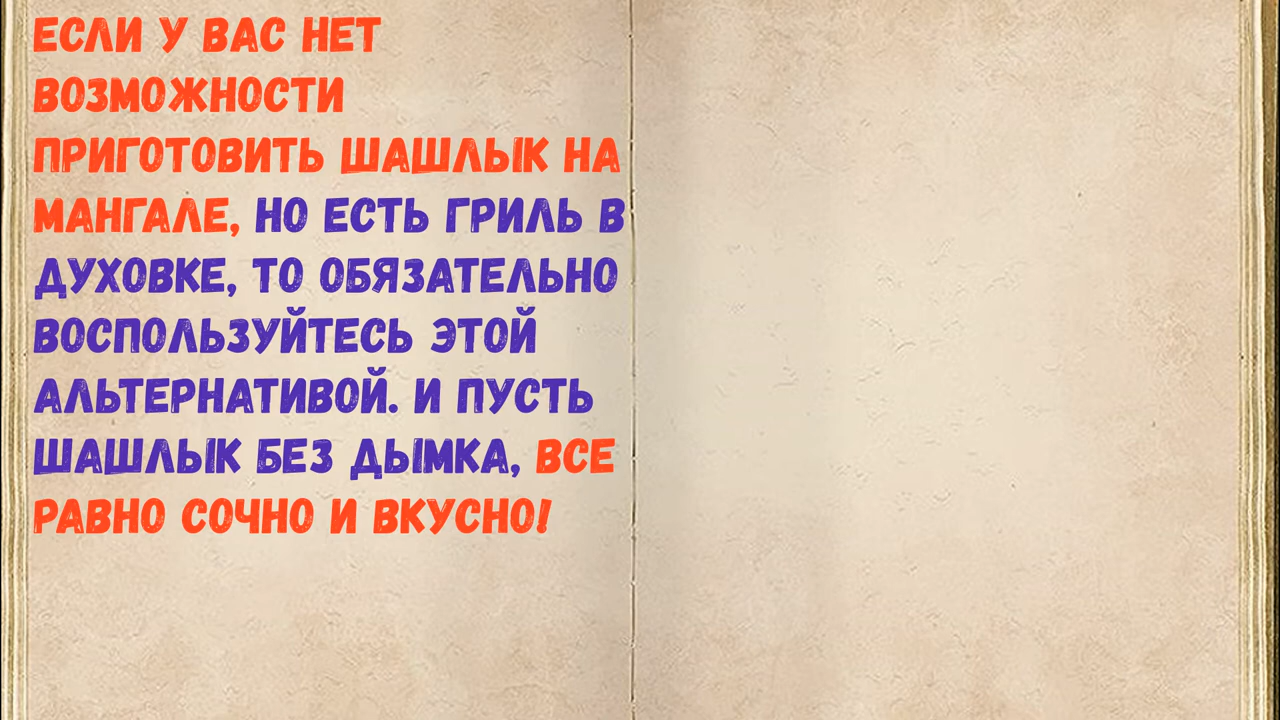 ЕСЛИ У ВАС НЕТ
ВОЗМОЖНОСТИ
ПРИГОТОВИТЬ ШАШЛЫК НА
МАНГАЛЕ, НО ЕСТЬ ГРИЛЬ В
ДУХОВКЕ, ТО ОБЯЗАТЕЛЬНО
ВОСПОЛЬЗУЙТЕСЬ ЭТОЙ
АЛЬТЕРНАТИВОЙ. И ПУСТЬ
ШАШЛЫК БЕЗ ДЫМКА, ВСЕ
РАВНО СОЧНО И ВКУСНО!